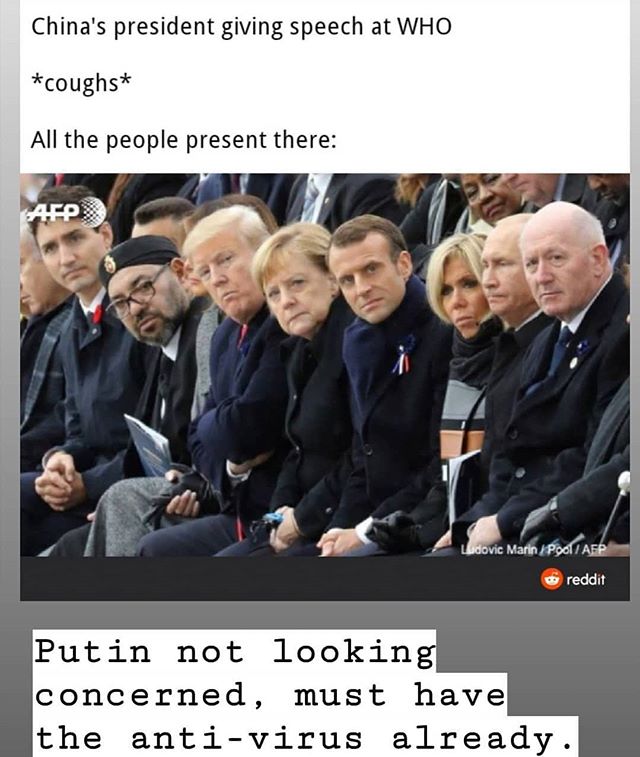 China's president giving speech at WHO
*coughs*
All the people present there:
AFP
Ludovic Marin / Pool / AFP
reddit
Putin not looking
concerned, must have
the anti-virus already.